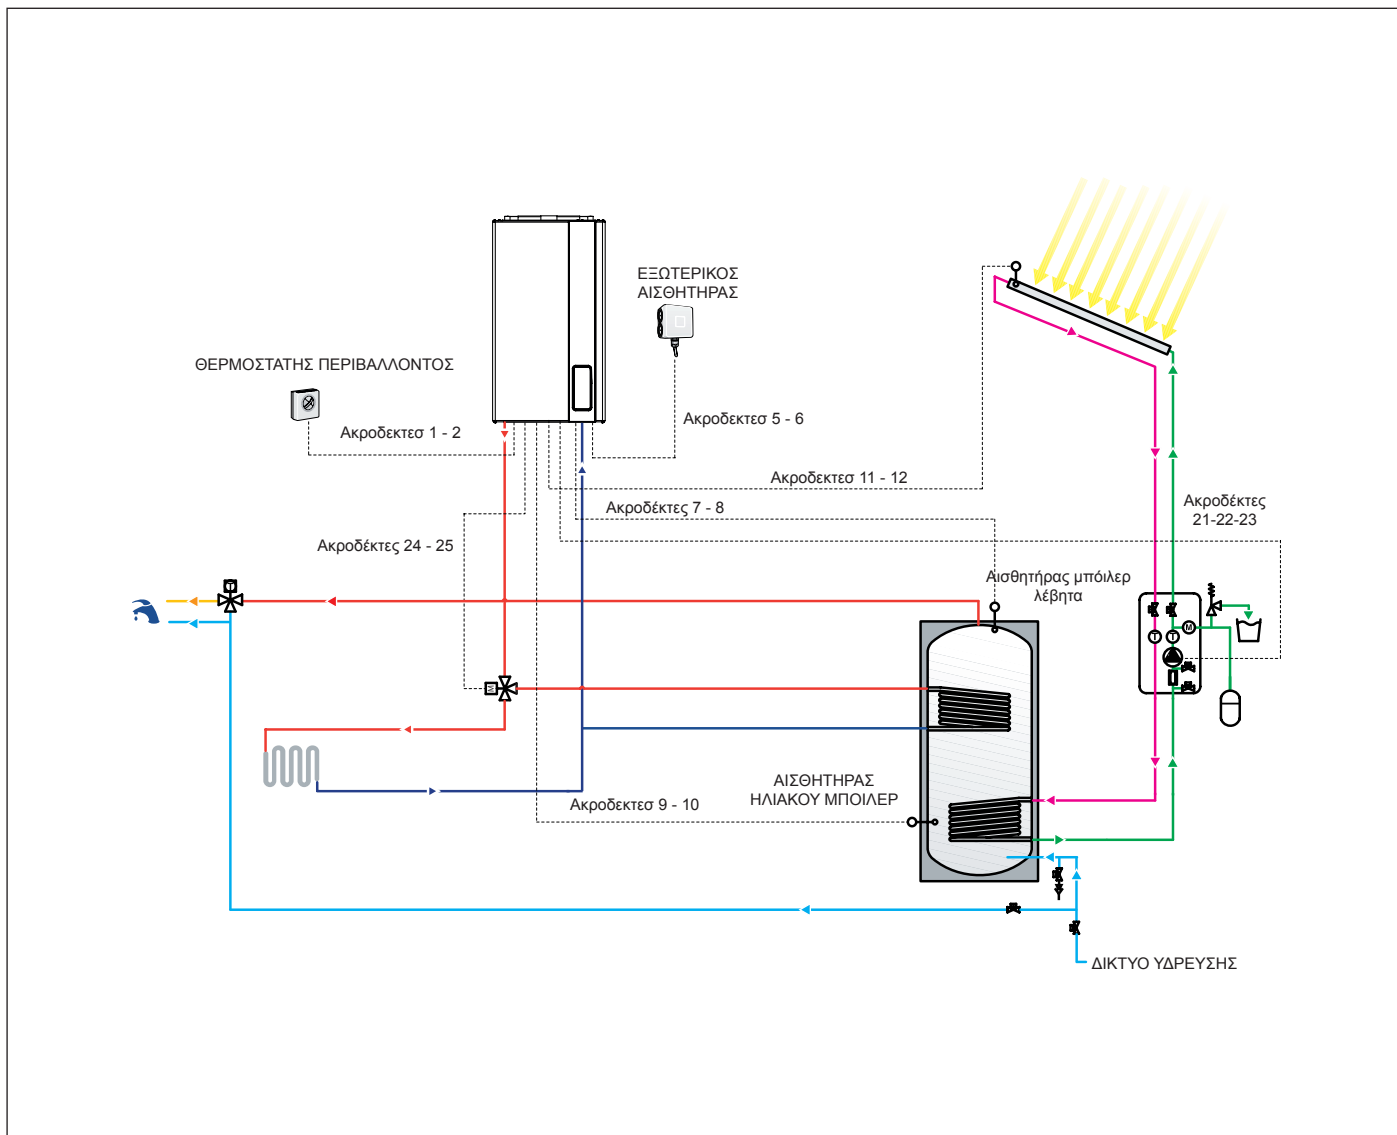 ΕΞΩΤΕΡΙΚΟΣ
ΑΙΣΘΗΤΗΡΑΣ
ΘΕΡΜΟΣΤΑΤΗΣ ΠΕΡΙΒΑΛΛΟΝΤΟΣ
Ακροδεκτεσ 1 - 2
Ακροδεκτεσ 5 - 6
Ακροδεκτεσ 11 - 12
Ακροδέκτες 7 - 8
Ακροδέκτες
21-22-23
Ακροδέκτες 24 - 25
Αισθητήρας μπόιλερ
λέβητα
T
M
T
T
M
ΑΙΣΘΗΤΗΡΑΣ
ΗΛΙΑΚΟΥ ΜΠΟΙΛΕΡ
Ακροδεκτεσ 9 - 10
ΔΙΚΤΥΟ ΥΔΡΕΥΣΗΣ